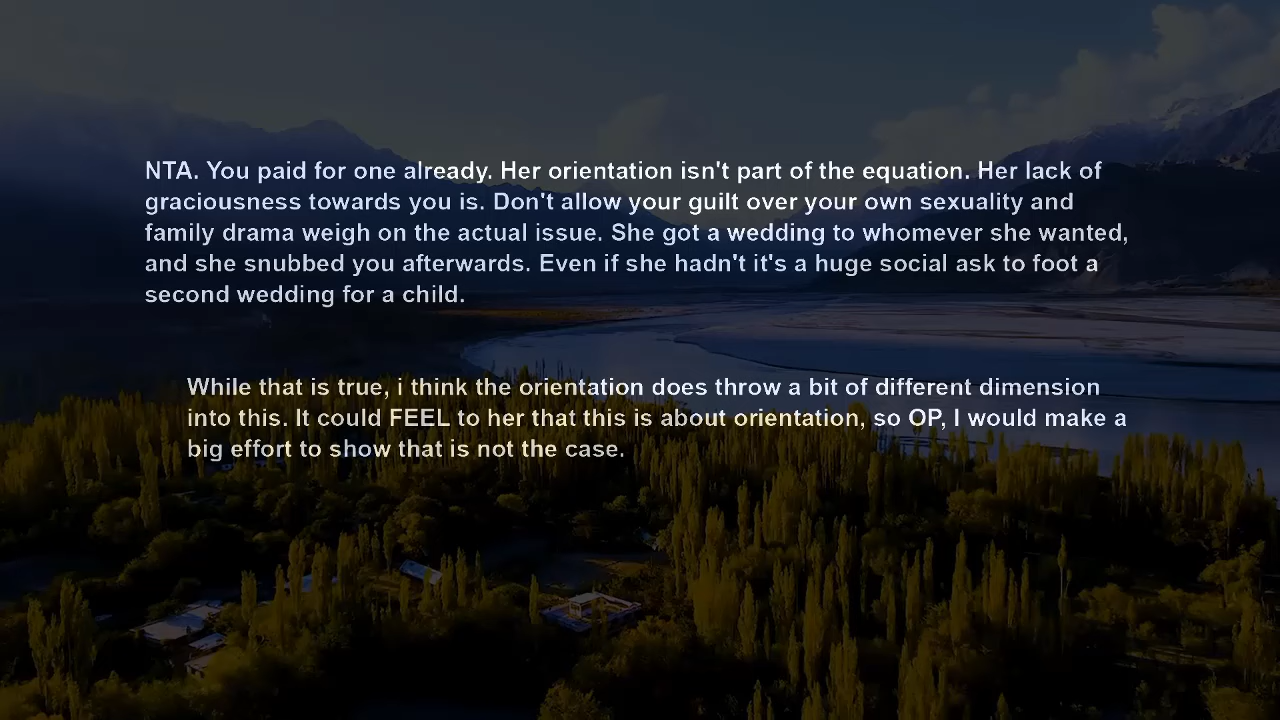 NTA. You paid for one already. Her orientation isn't part of the equation. Her lack of
graciousness towards you is. Don't allow your guilt over your own sexuality and
family drama weigh on the actual issue. She got a wedding to whomever she wanted,
and she snubbed you afterwards. Even if she hadn't it's a huge social ask to foot a
second wedding for a child.
While that is true, i think the orientation does throw a bit of different dimension
into this. It could FEEL to her that this is about orientation, so OP, I would make a
big effort to show that is not the case.